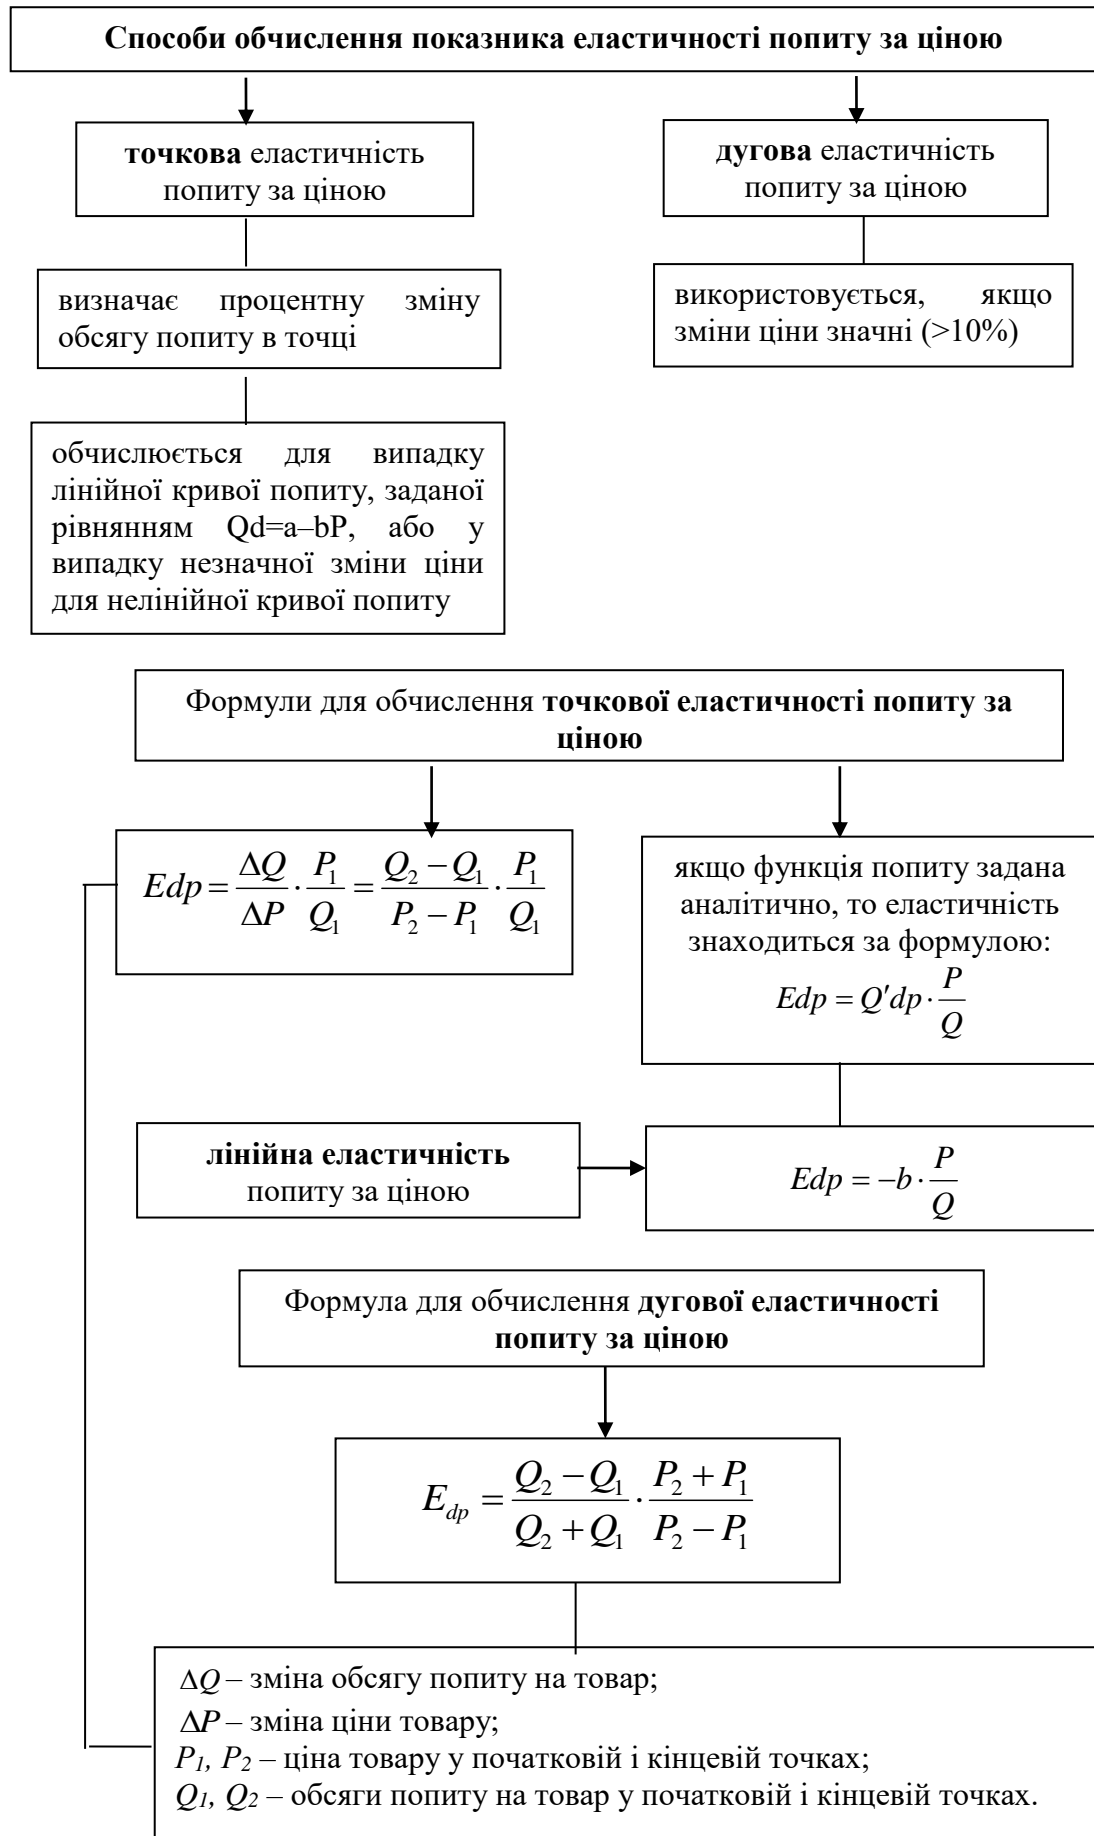 Способи обчислення показника еластичності попиту за ціною
точкова еластичність
попиту за ціною
дугова еластичність
попиту за ціною
визначає процентну зміну
обсягу попиту в точці
використовується, якщо
зміни ціни значні (>10%)
обчислюється для випадку
лінійної кривої попиту, заданої
рівнянням Qd=a–bP, або у
випадку незначної зміни ціни
для нелінійної кривої попиту
Формули для обчислення точкової еластичності попиту за
ціною
Edp = ΔQ/ΔP · P₁/Q₁ = (Q₂ − Q₁)/(P₂ − P₁) · P₁/Q₁
якщо функція попиту задана
аналітично, то еластичність
знаходиться за формулою:
Edp = Q′dp · P/Q
лінійна еластичність
попиту за ціною
Edp = −b · P/Q
Формула для обчислення дугової еластичності
попиту за ціною
E_dp = (Q₂ − Q₁)/(Q₂ + Q₁) · (P₂ + P₁)/(P₂ − P₁)
ΔQ – зміна обсягу попиту на товар;
ΔP – зміна ціни товару;
P₁, P₂ – ціна товару у початковій і кінцевій точках;
Q₁, Q₂ – обсяги попиту на товар у початковій і кінцевій точках.